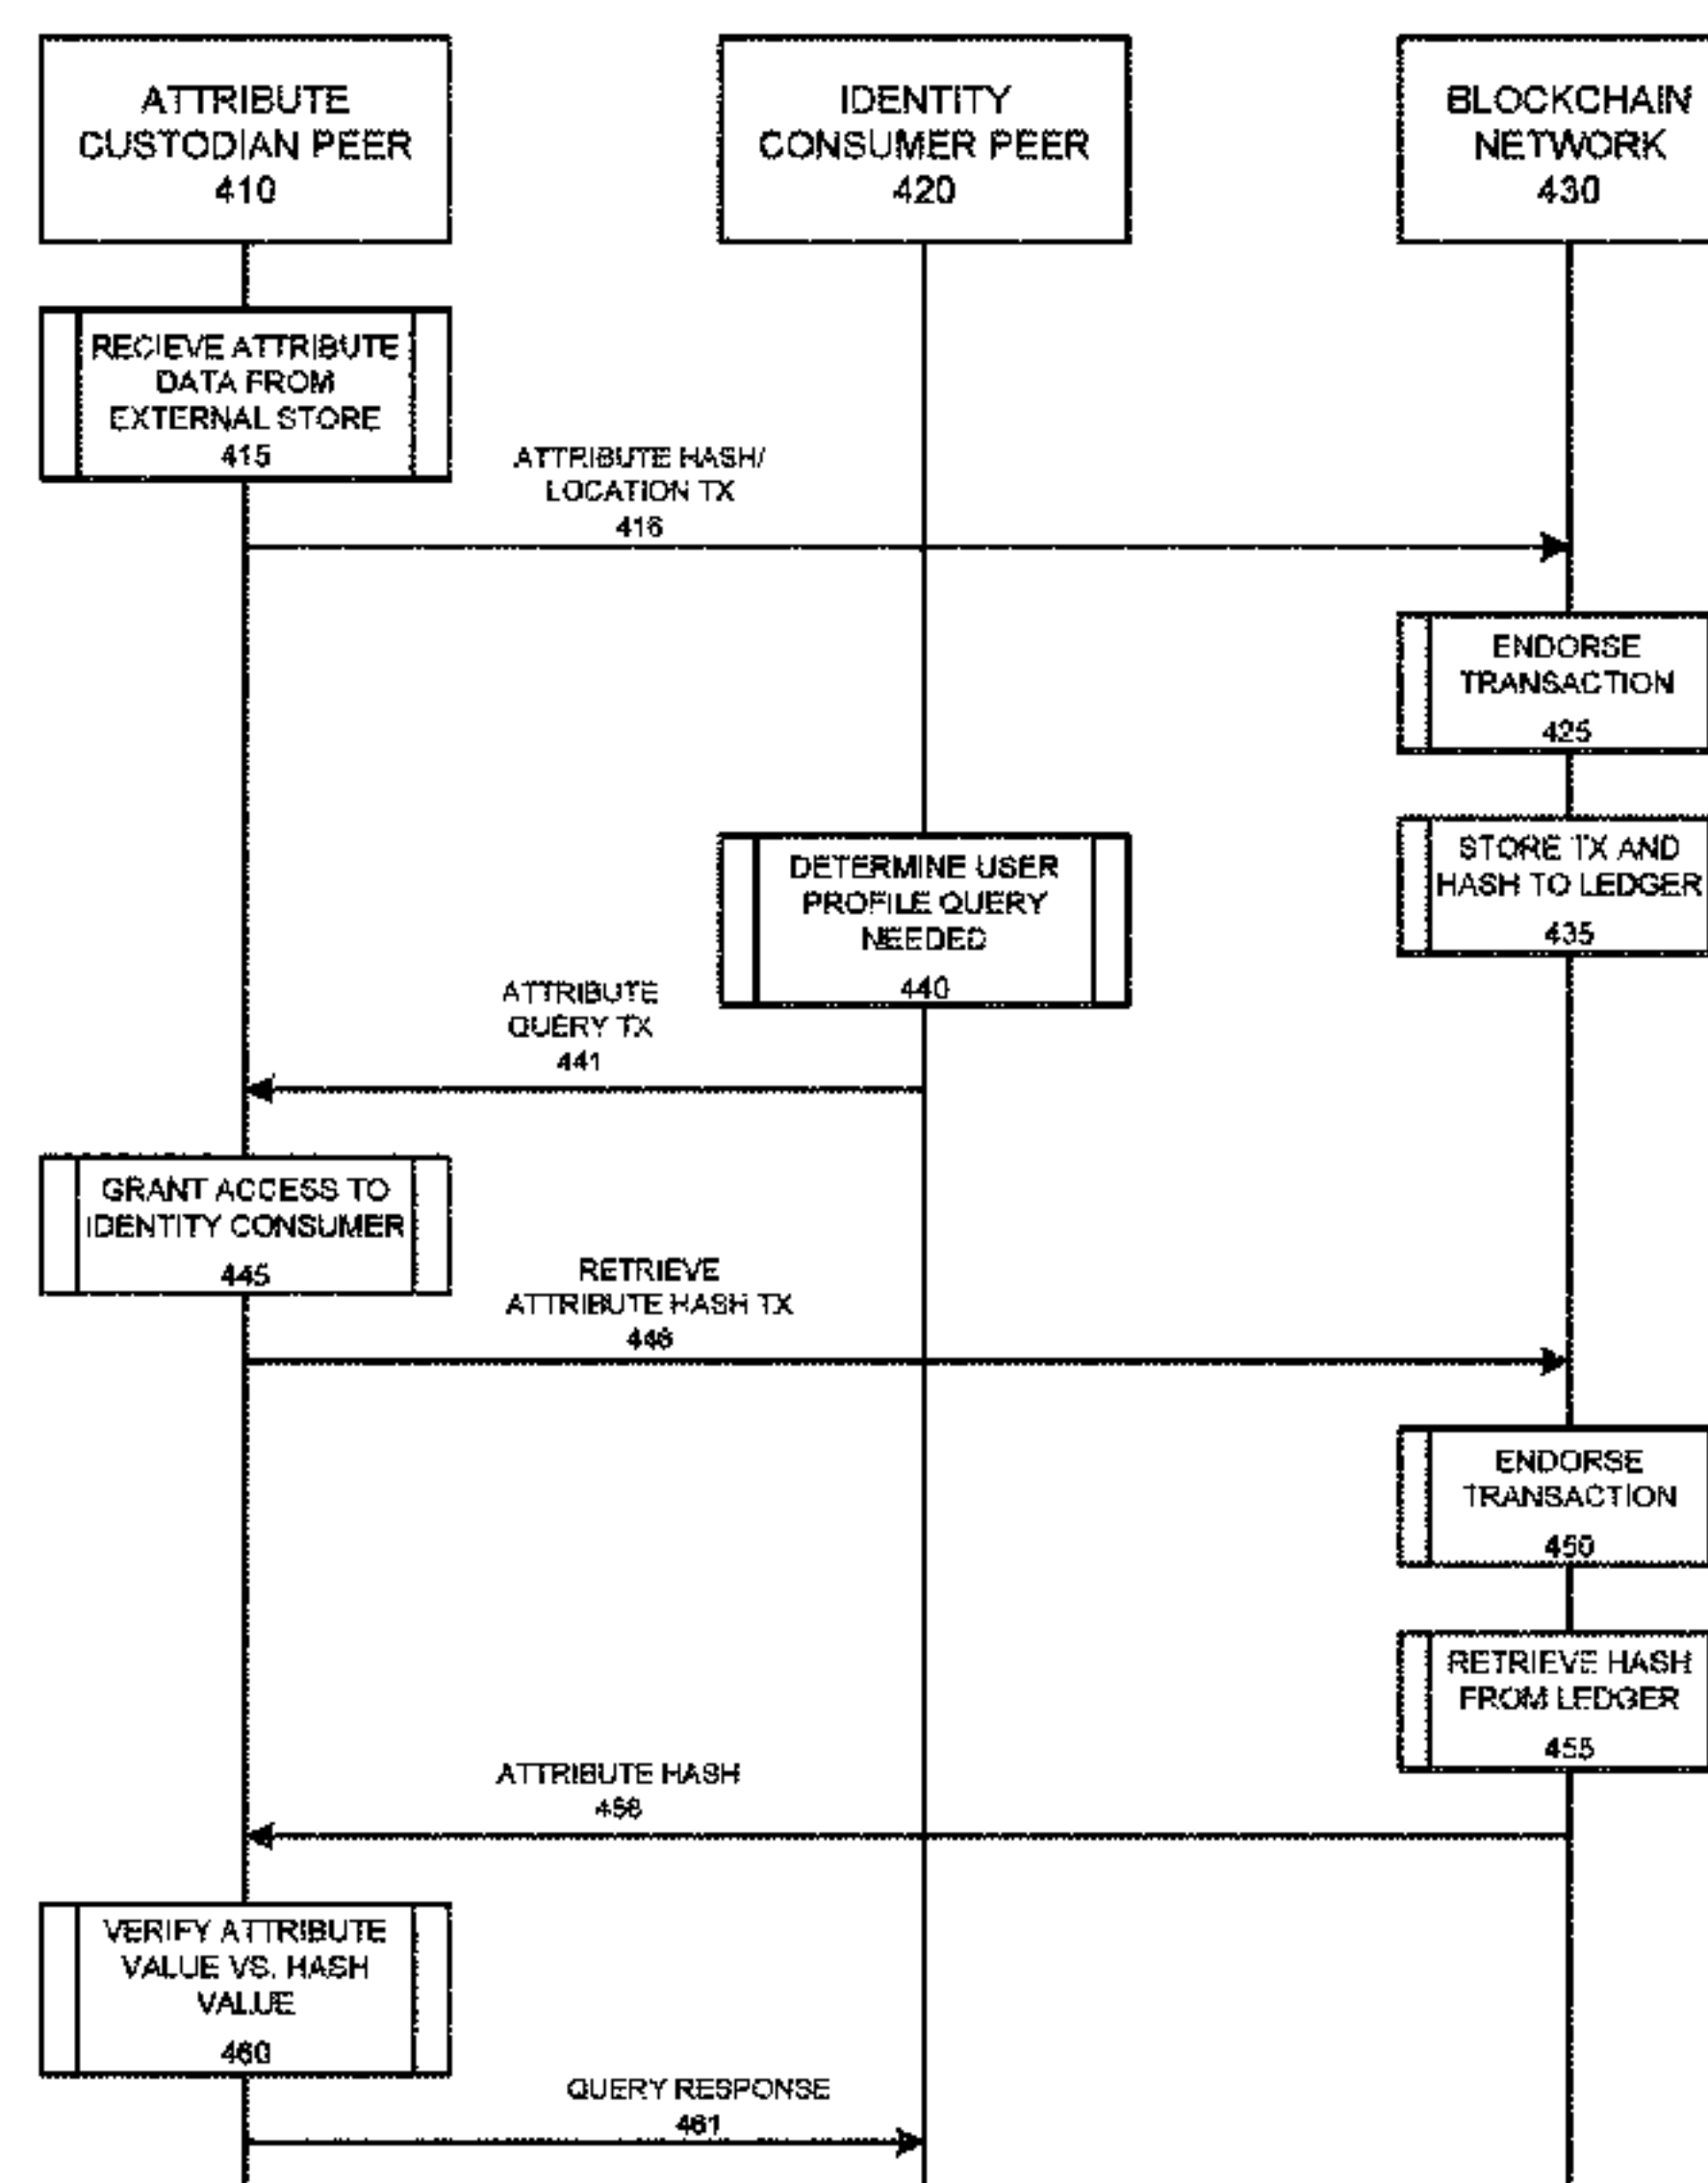 ATTRIBUTE
CUSTODIAN PEER
410
IDENTITY
CONSUMER PEER
420
BLOCKCHAIN
NETWORK
430
RECIEVE ATTRIBUTE
DATA FROM
EXTERNAL STORE
415
ATTRIBUTE HASH/
LOCATION TX
416
ENDORSE
TRANSACTION
425
STORE TX AND
HASH TO LEDGER
435
DETERMINE USER
PROFILE QUERY
NEEDED
440
ATTRIBUTE
QUERY TX
441
GRANT ACCESS TO
IDENTITY CONSUMER
445
RETRIEVE
ATTRIBUTE HASH TX
446
ENDORSE
TRANSACTION
450
RETRIEVE HASH
FROM LEDGER
455
ATTRIBUTE HASH
VERIFY ATTRIBUTE
VALUE VS. HASH
VALUE
460
QUERY RESPONSE
461